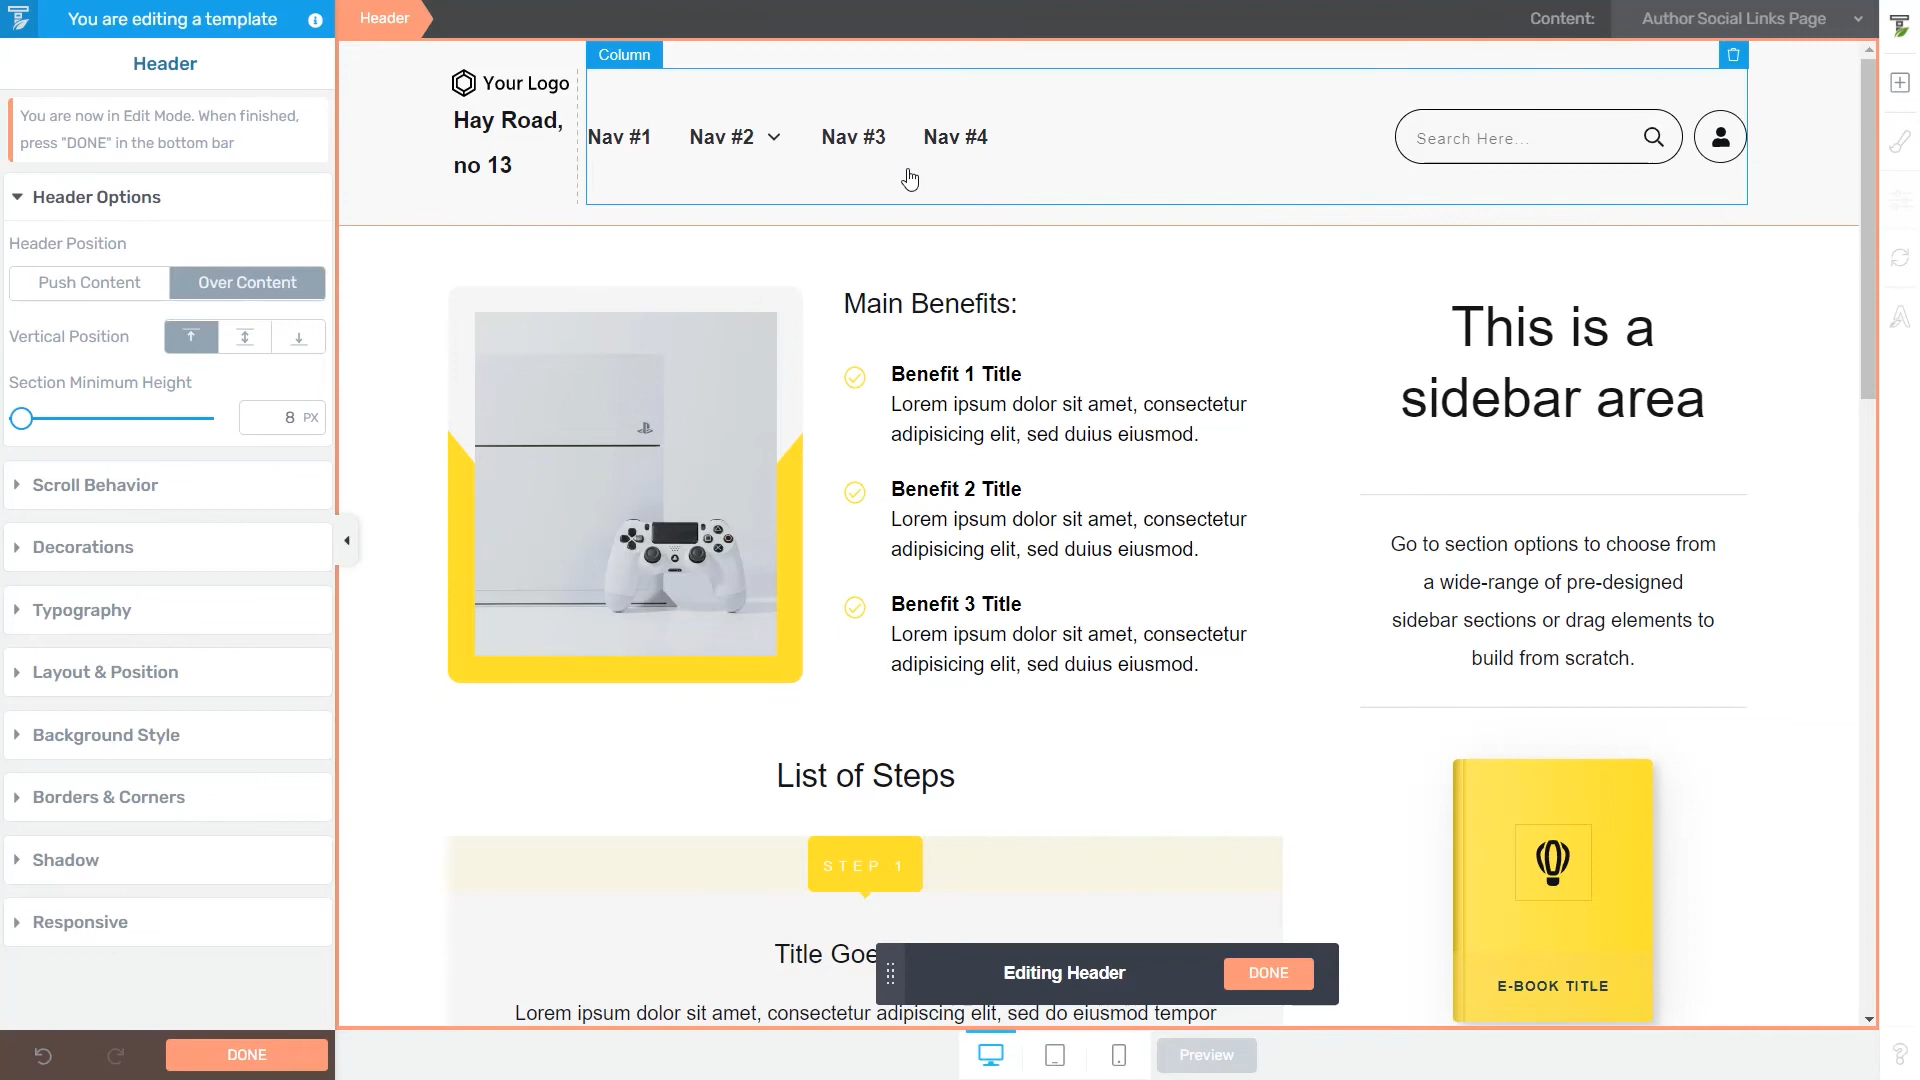 You are editing a template
Header
Content:
Author Social Links Page
Header
You are now in Edit Mode. When finished,
press "DONE" in the bottom bar
Header Options
Header Position
Push Content
Over Content
Vertical Position
Section Minimum Height
8 PX
Scroll Behavior
Decorations
Typography
Layout & Position
Background Style
Borders & Corners
Shadow
Responsive
DONE
Column
Your Logo
Hay Road,
no 13
Nav #1
Nav #2
Nav #3
Nav #4
Search Here...
Main Benefits:
Benefit 1 Title
Lorem ipsum dolor sit amet, consectetur
adipisicing elit, sed duius eiusmod.
Benefit 2 Title
Lorem ipsum dolor sit amet, consectetur
adipisicing elit, sed duius eiusmod.
Benefit 3 Title
Lorem ipsum dolor sit amet, consectetur
adipisicing elit, sed duius eiusmod.
This is a
sidebar area
Go to section options to choose from
a wide-range of pre-designed
sidebar sections or drag elements to
build from scratch.
E-BOOK TITLE
List of Steps
STEP 1
Title Goe
Lorem ipsum dolor sit amet, consectetur adipiscing elit, sed do eiusmod tempor
Editing Header
DONE
Preview